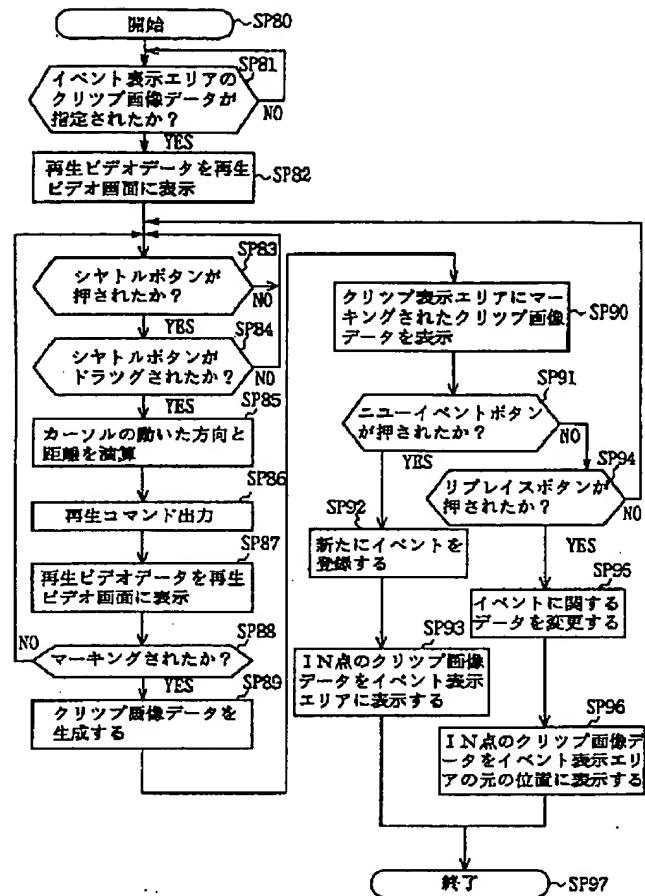 開始
SP80
SP81
イベント表示エリアの
クリツプ画像データが
指定されたか?
NO
YES
再生ビデオデータを再生
ビデオ画面に表示
SP82
SP83
シヤトルボタンが
押されたか?
NO
YES
SP84
シヤトルボタンが
ドラツグされたか?
NO
YES
SP85
カーソルの動いた方向と
距離を演算
SP86
再生コマンド出力
SP87
再生ビデオデータを再生
ビデオ画面に表示
SP88
NO
マーキングされたか?
YES
SP89
クリツプ画像データを
生成する
クリツプ表示エリアにマー
キングされたクリツプ画像
データを表示
SP90
SP91
ニユーイベントボタン
が押されたか?
NO
YES
SP94
リプレイスボタンが
押されたか?
NO
YES
SP92
新たにイベントを
登録する
SP93
IN点のクリツプ画像
データをイベント表示
エリアに表示する
SP95
イベントに関する
データを変更する
SP96
IN点のクリツプ画像デ
ータをイベント表示エリ
アの元の位置に表示する
終了
SP97